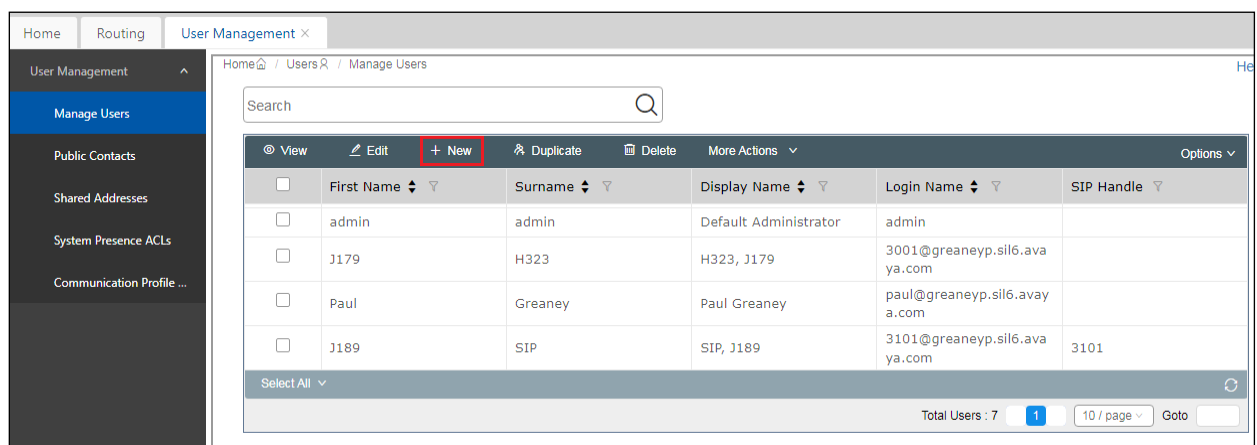 Home Routing User Management ×
User Management
Home / Users / Manage Users
He
Manage Users
Search
Public Contacts
View Edit + New Duplicate Delete More Actions Options
First Name Surname Display Name Login Name SIP Handle
Shared Addresses
admin admin Default Administrator admin
System Presence ACLs
J179 H323 H323, J179 3001@greaneyp.sil6.ava
ya.com
Communication Profile ...
Paul Greaney Paul Greaney paul@greaneyp.sil6.avay
a.com
J189 SIP SIP, J189 3101@greaneyp.sil6.ava
ya.com 3101
Select All
Total Users : 7 1 10 / page Goto